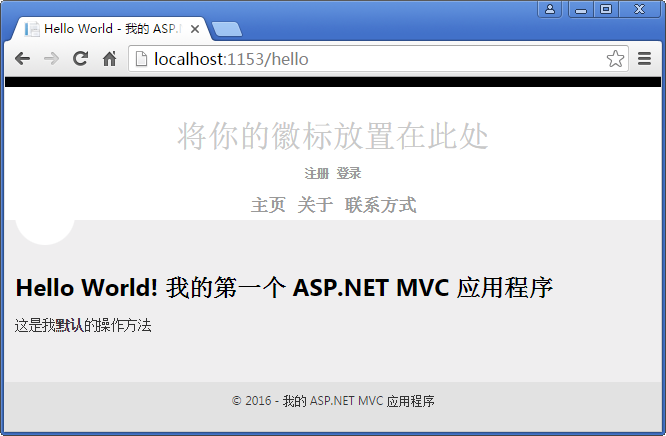 Hello World - 我的 ASP.
localhost:1153/hello
将你的徽标放置在此处
注册 登录
主页 关于 联系方式
Hello World! 我的第一个 ASP.NET MVC 应用程序
这是我默认的操作方法
© 2016 - 我的 ASP.NET MVC 应用程序